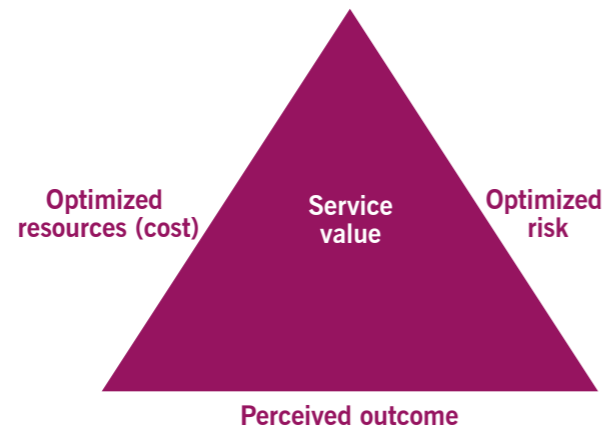 Optimized
resources (cost)
Service
value
Optimized
risk
Perceived outcome